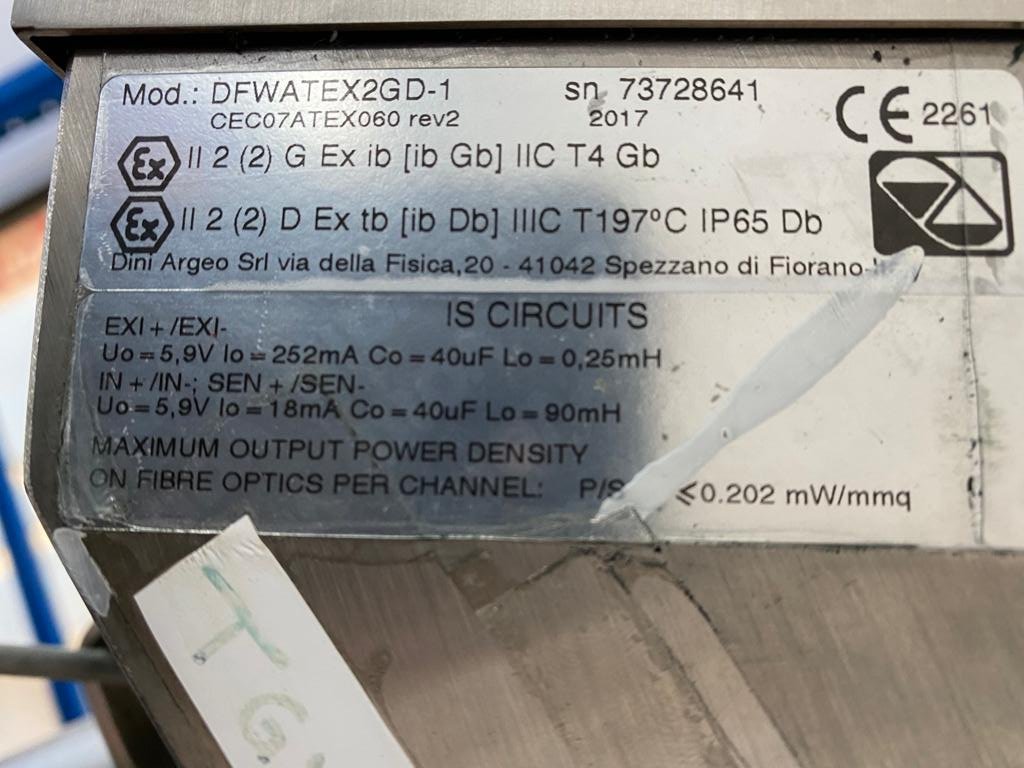 Mod.: DFWATEX2GD-1 sn 73728641
CEC07ATEX060 rev2 2017
CE 2261
Ex II 2 (2) G Ex ib [ib Gb] IIC T4 Gb
Ex II 2 (2) D Ex tb [ib Db] IIIC T197ºC IP65 Db
Dini Argeo Srl via della Fisica,20 - 41042 Spezzano di Fiorano-
IS CIRCUITS
EXI+/EXI-
Uo=5,9V Io=252mA Co=40uF Lo=0,25mH
IN+/IN-; SEN+/SEN-
Uo=5,9V Io=18mA Co=40uF Lo=90mH
MAXIMUM OUTPUT POWER DENSITY
ON FIBRE OPTICS PER CHANNEL: P/S ⩽0.202 mW/mmq